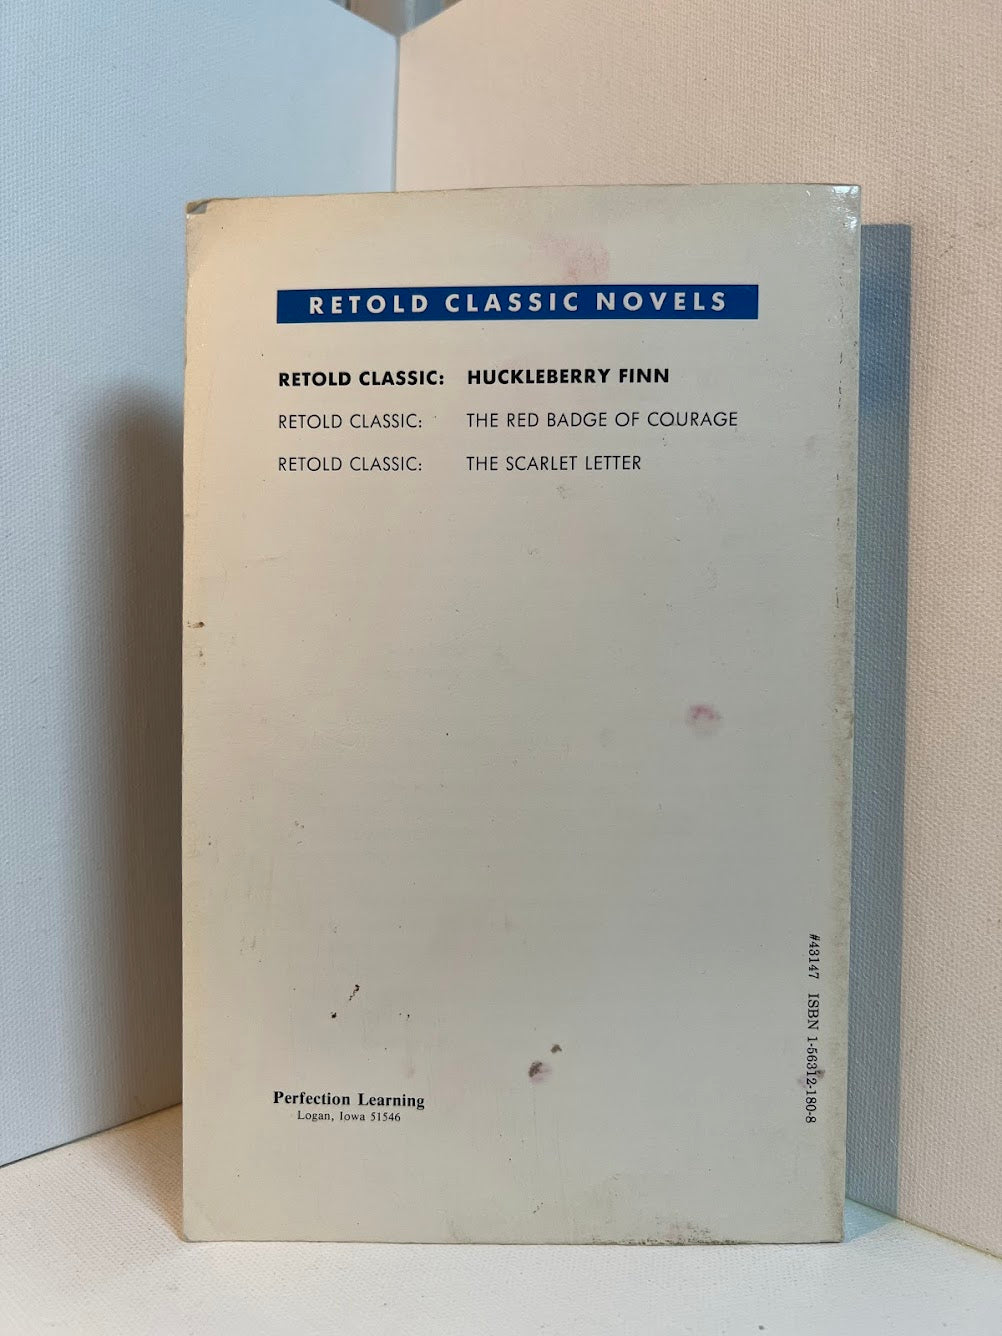 RETOLD CLASSIC NOVELS
RETOLD CLASSIC: HUCKLEBERRY FINN
RETOLD CLASSIC: THE RED BADGE OF COURAGE
RETOLD CLASSIC: THE SCARLET LETTER
#43147 ISBN 1-56312-180-8
Perfection Learning
Logan, Iowa 51546